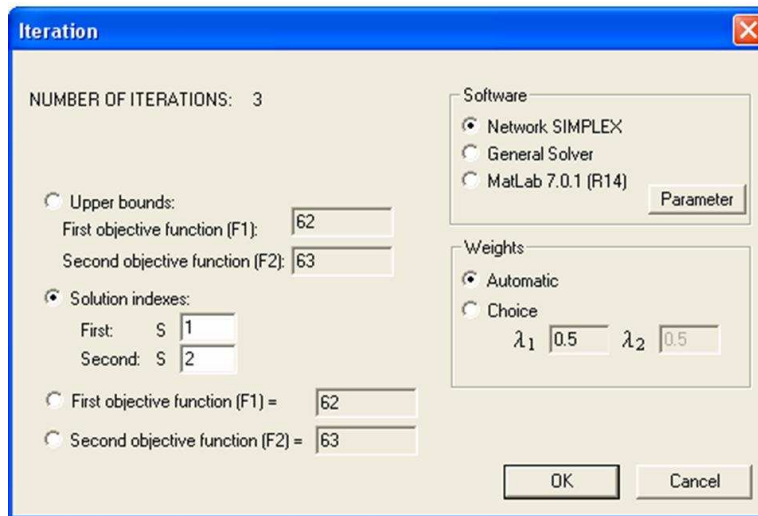 Iteration
NUMBER OF ITERATIONS: 3
Upper bounds:
First objective function (F1): 62
Second objective function (F2): 63
Solution indexes:
First: S 1
Second: S 2
First objective function (F1) = 62
Second objective function (F2) = 63
Software
Network SIMPLEX
General Solver
MatLab 7.0.1 (R14)
Parameter
Weights
Automatic
Choice
λ1 0.5 λ2 0.5
OK Cancel